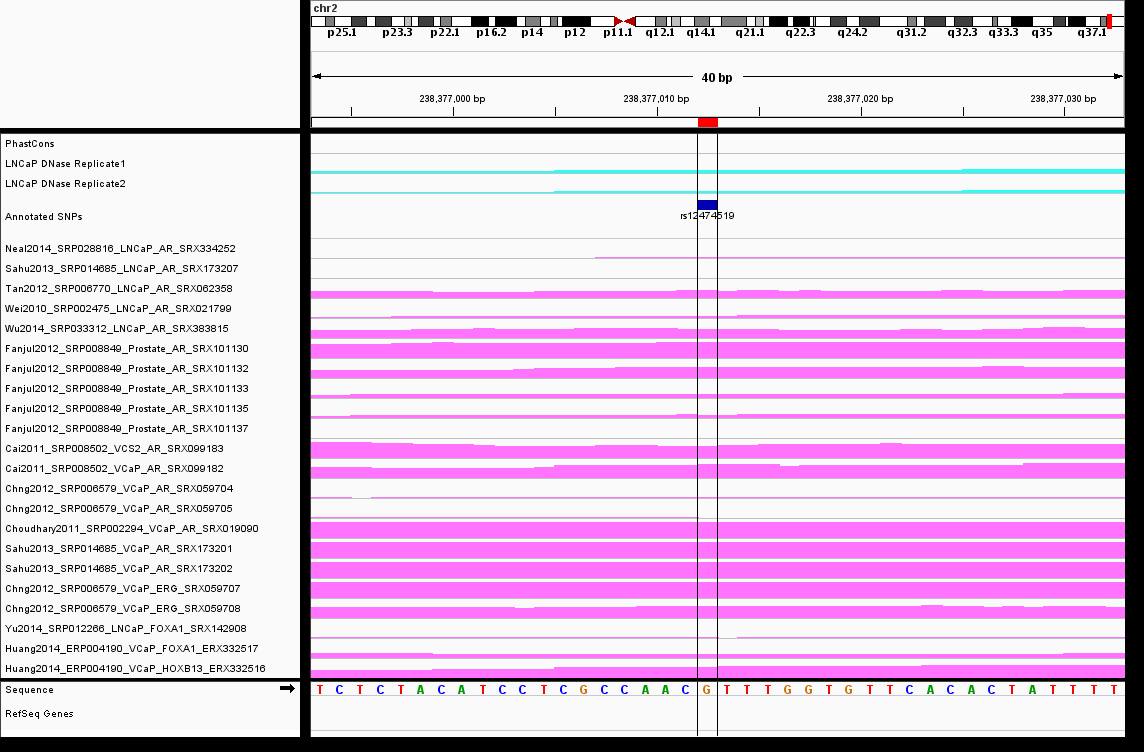 chr2
p25.1 p23.3 p22.1 p16.2 p14 p12 p11.1 q12.1 q14.1 q21.1 q22.3 q24.2 q31.2 q32.3 q33.3 q35 q37.1
40 bp
238,377,000 bp 238,377,010 bp 238,377,020 bp 238,377,030 bp
PhastCons
LNCaP DNase Replicate1
LNCaP DNase Replicate2
Annotated SNPs
rs12474519
Neal2014_SRP028816_LNCaP_AR_SRX334252
Sahu2013_SRP014685_LNCaP_AR_SRX173207
Tan2012_SRP006770_LNCaP_AR_SRX062358
Wei2010_SRP002475_LNCaP_AR_SRX021799
Wu2014_SRP033312_LNCaP_AR_SRX383815
Fanjul2012_SRP008849_Prostate_AR_SRX101130
Fanjul2012_SRP008849_Prostate_AR_SRX101132
Fanjul2012_SRP008849_Prostate_AR_SRX101133
Fanjul2012_SRP008849_Prostate_AR_SRX101135
Fanjul2012_SRP008849_Prostate_AR_SRX101137
Cai2011_SRP008502_VCS2_AR_SRX099183
Cai2011_SRP008502_VCaP_AR_SRX099182
Chng2012_SRP006579_VCaP_AR_SRX059704
Chng2012_SRP006579_VCaP_AR_SRX059705
Choudhary2011_SRP002294_VCaP_AR_SRX019090
Sahu2013_SRP014685_VCaP_AR_SRX173201
Sahu2013_SRP014685_VCaP_AR_SRX173202
Chng2012_SRP006579_VCaP_ERG_SRX059707
Chng2012_SRP006579_VCaP_ERG_SRX059708
Yu2014_SRP012266_LNCaP_FOXA1_SRX142908
Huang2014_ERP004190_VCaP_FOXA1_ERX332517
Huang2014_ERP004190_VCaP_HOXB13_ERX332516
Sequence T C T C T A C A T C C T C G C C A A C G T T T G G T G T T C A C A C T A T T T T
RefSeq Genes